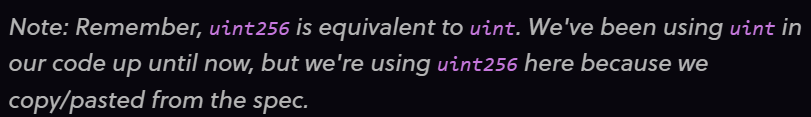 Note: Remember, uint256 is equivalent to uint. We've been using uint in
our code up until now, but we're using uint256 here because we
copy/pasted from the spec.